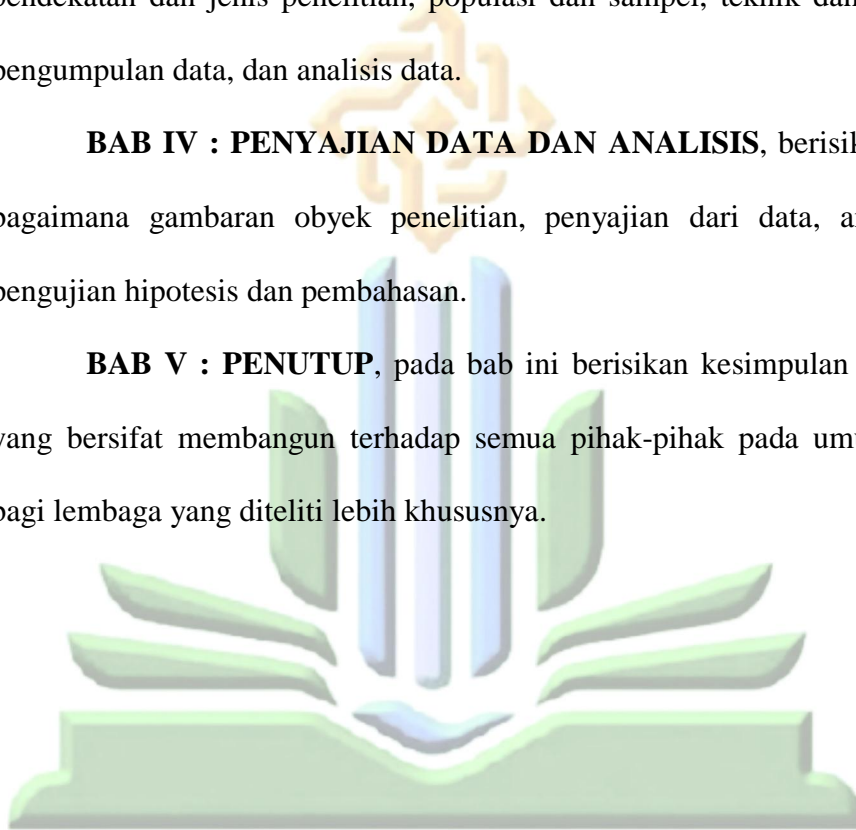 pendekatan dan jenis penelitian, populasi dan sampel, teknik dan
pengumpulan data, dan analisis data.
BAB IV : PENYAJIAN DATA DAN ANALISIS, berisik
bagaimana gambaran obyek penelitian, penyajian dari data, a
pengujian hipotesis dan pembahasan.
BAB V : PENUTUP, pada bab ini berisikan kesimpulan
yang bersifat membangun terhadap semua pihak-pihak pada umu
bagi lembaga yang diteliti lebih khususnya.